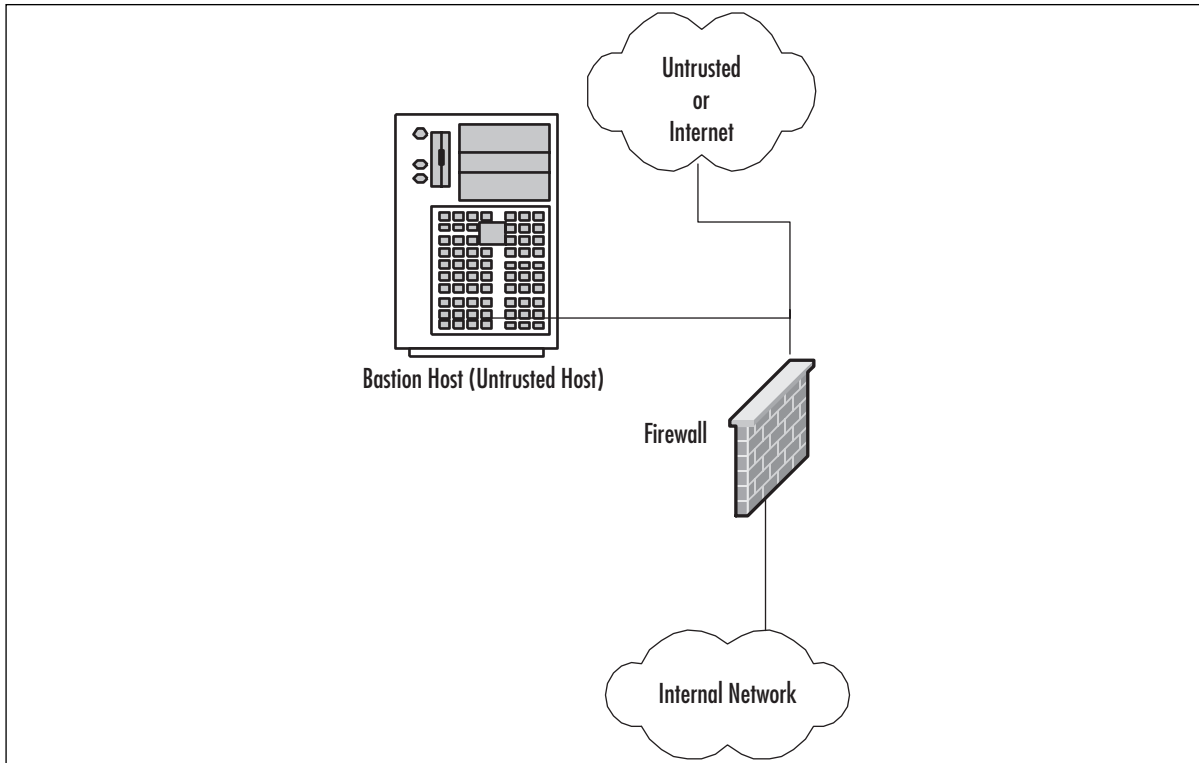 Untrusted
or
Internet
Bastion Host (Untrusted Host)
Firewall
Internal Network